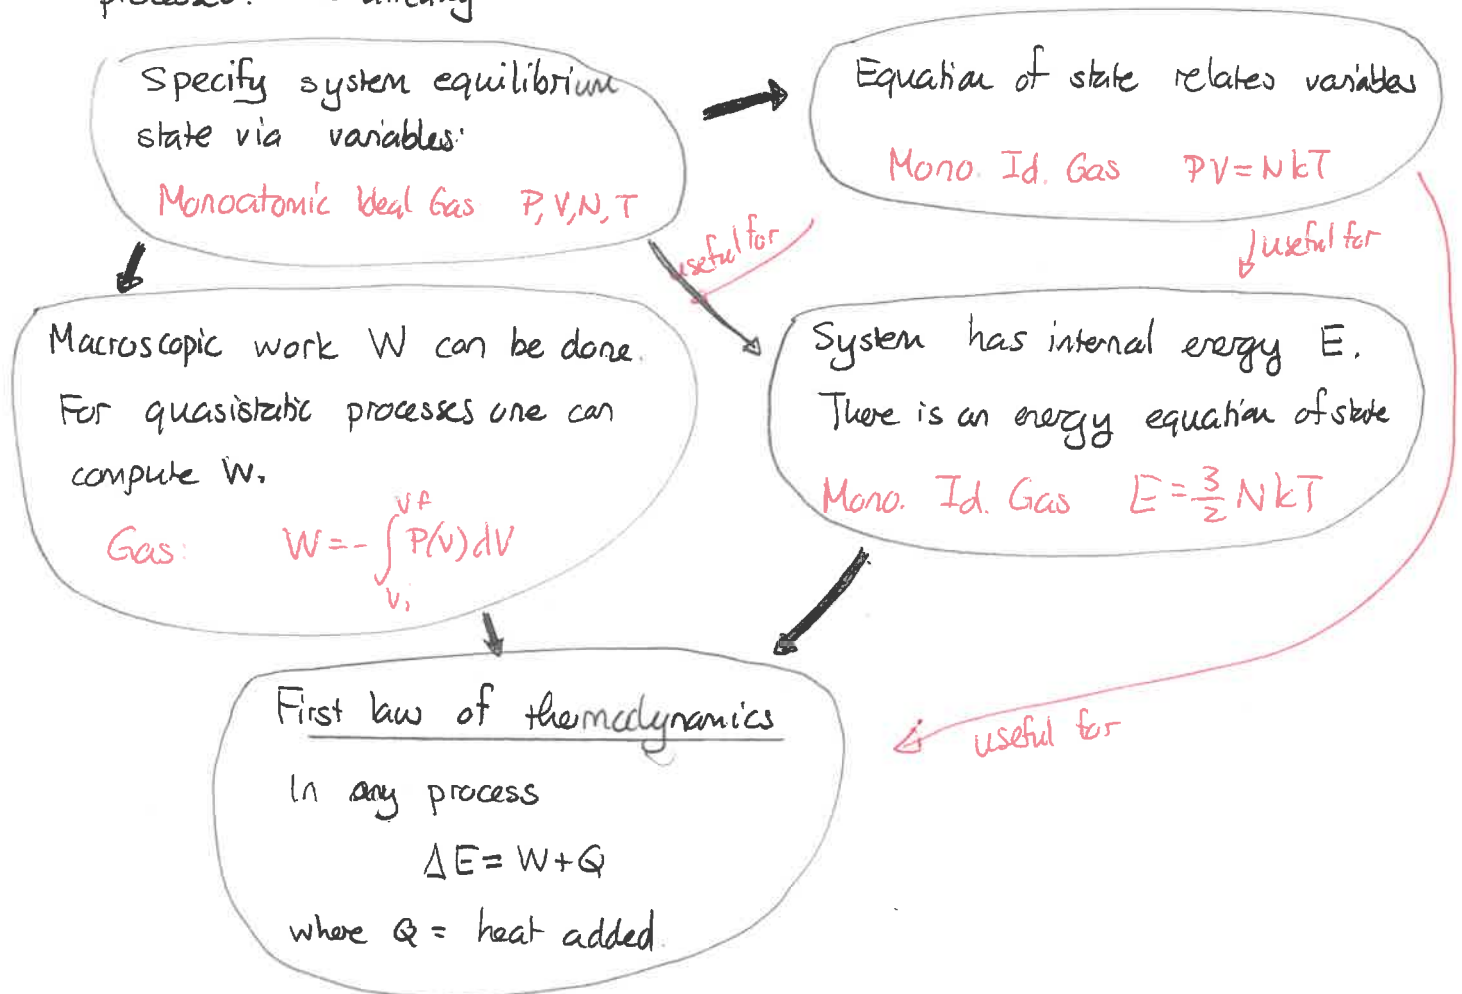 Specify system equilibrium
state via variables:
Monoatomic Ideal Gas P, V, N, T
Equation of state relates variables
Mono. Id. Gas PV = NkT
useful for
useful for
Macroscopic work W can be done.
For quasistatic processes one can
compute W.
Gas: W = - ∫ᵥᵢ^Vf P(V) dV
System has internal energy E.
There is an energy equation of state
Mono. Id. Gas E = 3/2 NkT
First law of themodynamics
In any process
ΔE = W + Q
where Q = heat added.
useful for